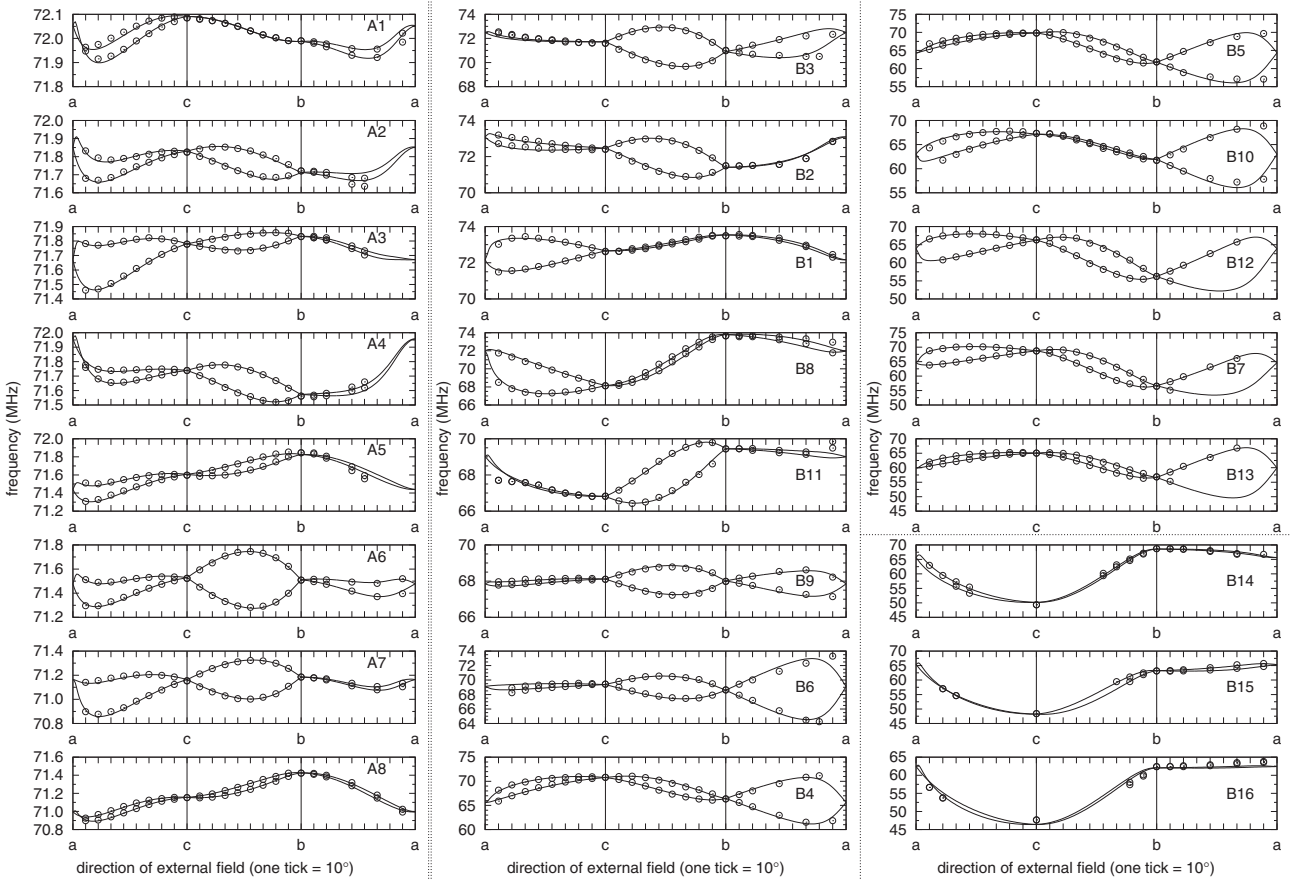 72.1
72.0
71.9
71.8
A1
a c b a
72.0
71.9
71.8
71.7
71.6
A2
a c b a
71.9
71.8
71.7
71.6
71.5
71.4
A3
a c b a
72.0
71.9
71.8
71.7
71.6
71.5
A4
a c b a
72.0
71.8
71.6
71.4
71.2
A5
a c b a
71.8
71.6
71.4
71.2
A6
a c b a
71.4
71.2
71.0
70.8
A7
a c b a
71.6
71.4
71.2
71.0
70.8
A8
a c b a
frequency (MHz)
direction of external field (one tick = 10°)
74
72
70
68
B3
a c b a
74
72
70
B2
a c b a
74
72
70
B1
a c b a
74
72
70
68
66
B8
a c b a
70
68
66
B11
a c b a
70
68
66
B9
a c b a
74
72
70
68
66
64
B6
a c b a
75
70
65
60
B4
a c b a
frequency (MHz)
direction of external field (one tick = 10°)
75
70
65
60
55
50
B5
a c b a
70
65
60
55
B10
a c b a
70
65
60
55
50
B12
a c b a
75
70
65
60
55
50
B7
a c b a
70
65
60
55
50
45
B13
a c b a
70
65
60
55
50
45
B14
a c b a
70
65
60
55
50
45
B15
a c b a
65
60
55
50
45
B16
a c b a
frequency (MHz)
direction of external field (one tick = 10°)